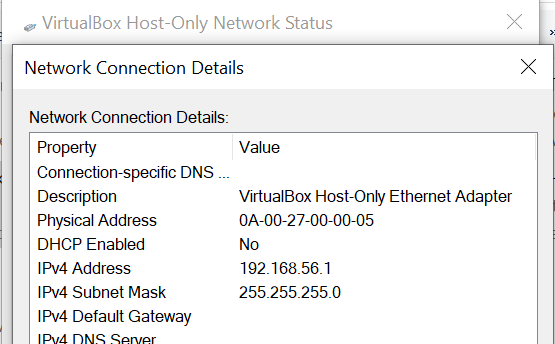 VirtualBox Host-Only Network Status
Network Connection Details
Network Connection Details:
Property Value
Connection-specific DNS ...
Description VirtualBox Host-Only Ethernet Adapter
Physical Address 0A-00-27-00-00-05
DHCP Enabled No
IPv4 Address 192.168.56.1
IPv4 Subnet Mask 255.255.255.0
IPv4 Default Gateway
IPv4 DNS Server